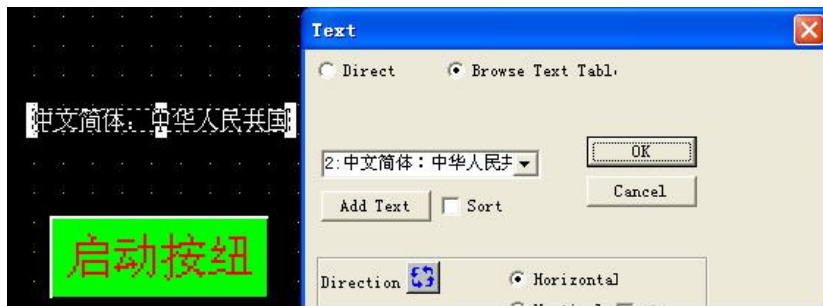 中文简体：中华人民共国
启动按钮
Text
Direct
Browse Text Tabl
2:中文简体：中华人民共
OK
Add Text
Sort
Cancel
Direction
Horizontal